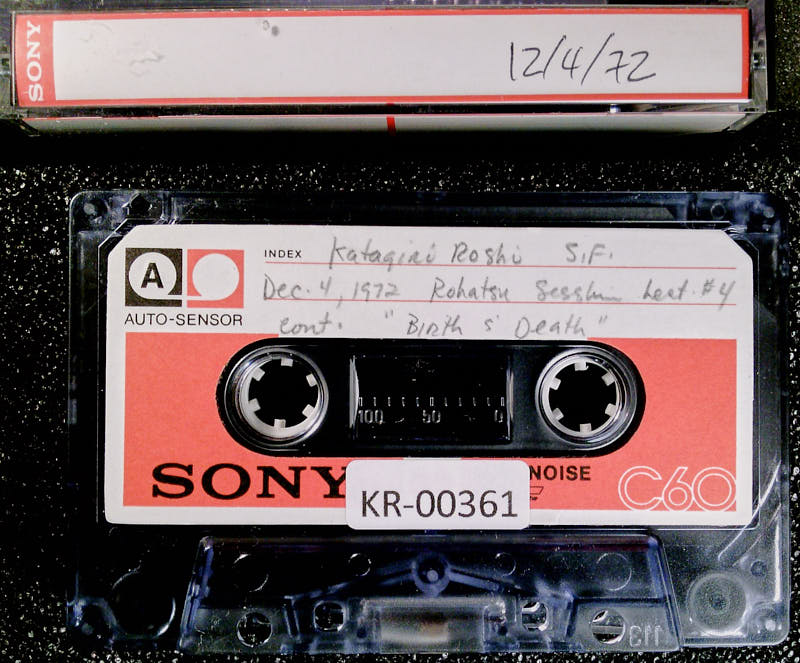 SONY
12/4/72
A
AUTO-SENSOR
INDEX Katagiri Roshi S.F.
Dec. 4, 1972 Rohatsu Sesshin Lect. #4
cont. "Birth & Death"
100 50 0
SONY
NOISE
C60
KR-00361